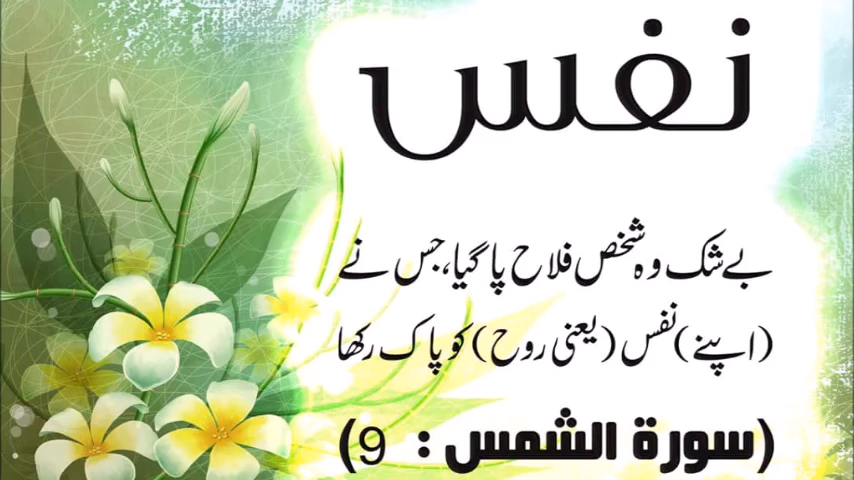 نفس
بے شک وہ شخص فلاح پا گیا، جس نے
(اپنے) نفس (یعنی روح) کو پاک رکھا
(سورۃ الشمس : 9)